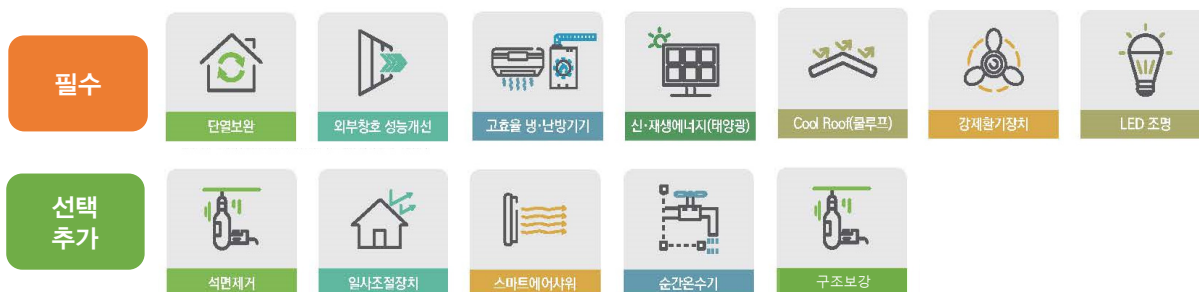 필수
단열보완
외부창호 성능개선
고효율 냉·난방기기
신·재생에너지(태양광)
Cool Roof(쿨루프)
강제환기장치
LED 조명
선택
추가
석면제거
일사조절장치
스마트에어샤워
순간온수기
구조보강